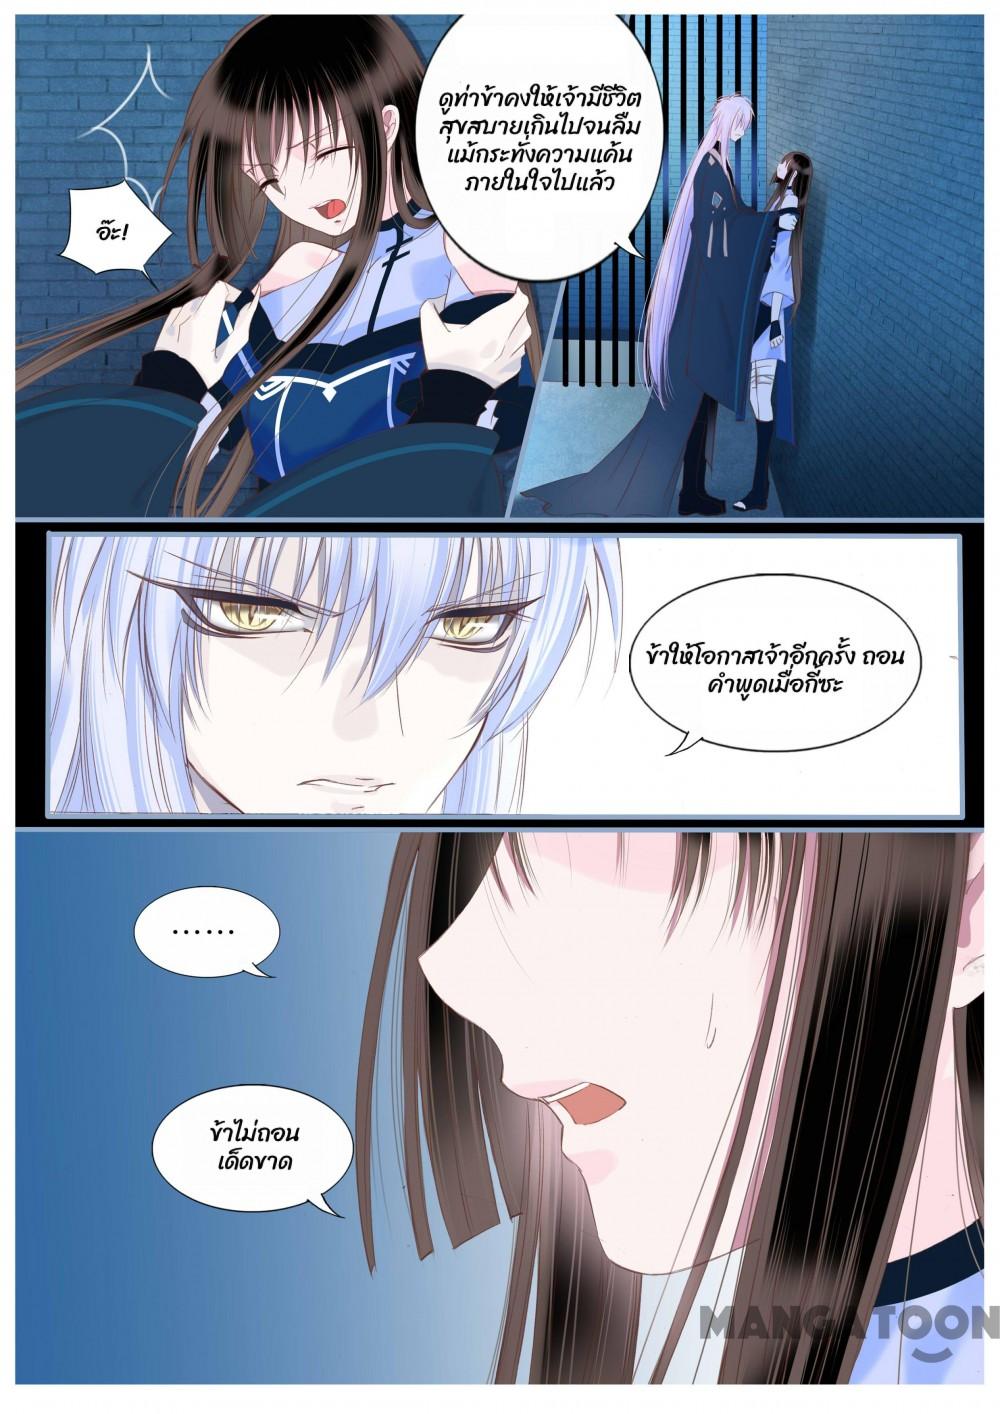 ดูท่าข้าคงให้เจ้ามีชีวิต
สุขสบายเกินไปจนลืม
แม้กระทั่งความแค้น
ภายในใจไปแล้ว
อ๊ะ!
ข้าให้โอกาสเจ้าอีกครั้ง ถอน
คำพูดเมื่อกี้ซะ
......
ข้าไม่ถอน
เด็ดขาด
MANGATOON